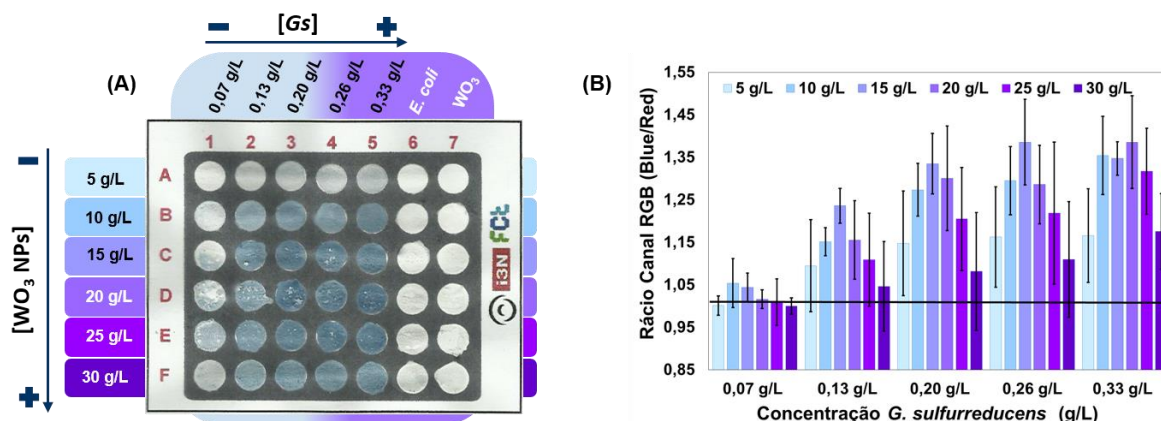 [Gs]
(A)
0,07 g/L
0,13 g/L
0,20 g/L
0,26 g/L
0,33 g/L
E. coli
WO3
1 2 3 4 5 6 7
[WO3 NPs]
5 g/L
10 g/L
15 g/L
20 g/L
25 g/L
30 g/L
A
B
C
D
E
F
i3N FCt
(B)
Rácio Canal RGB (Blue/Red)
1,55
1,45
1,35
1,25
1,15
1,05
0,95
0,85
5 g/L 10 g/L 15 g/L 20 g/L 25 g/L 30 g/L
0,07 g/L 0,13 g/L 0,20 g/L 0,26 g/L 0,33 g/L
Concentração G. sulfurreducens (g/L)